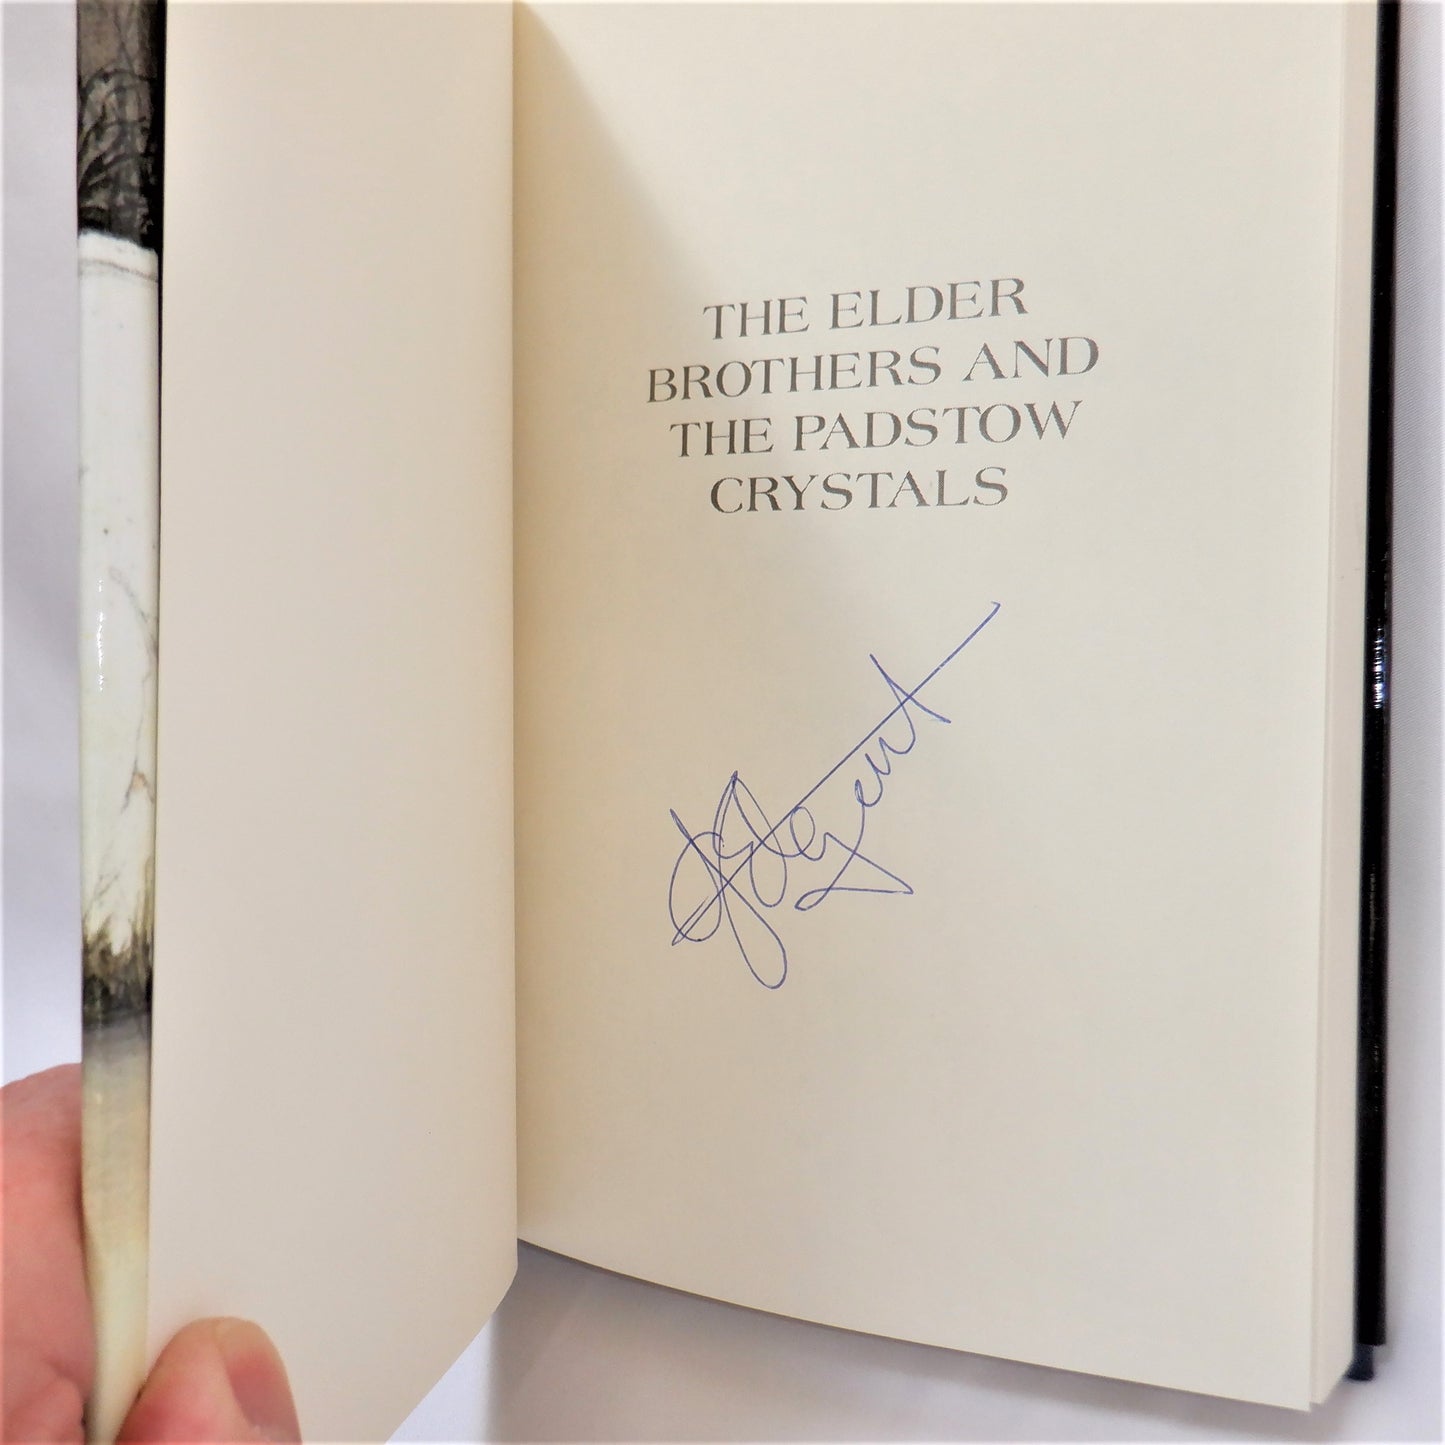 THE ELDER
BROTHERS AND
THE PADSTOW
CRYSTALS